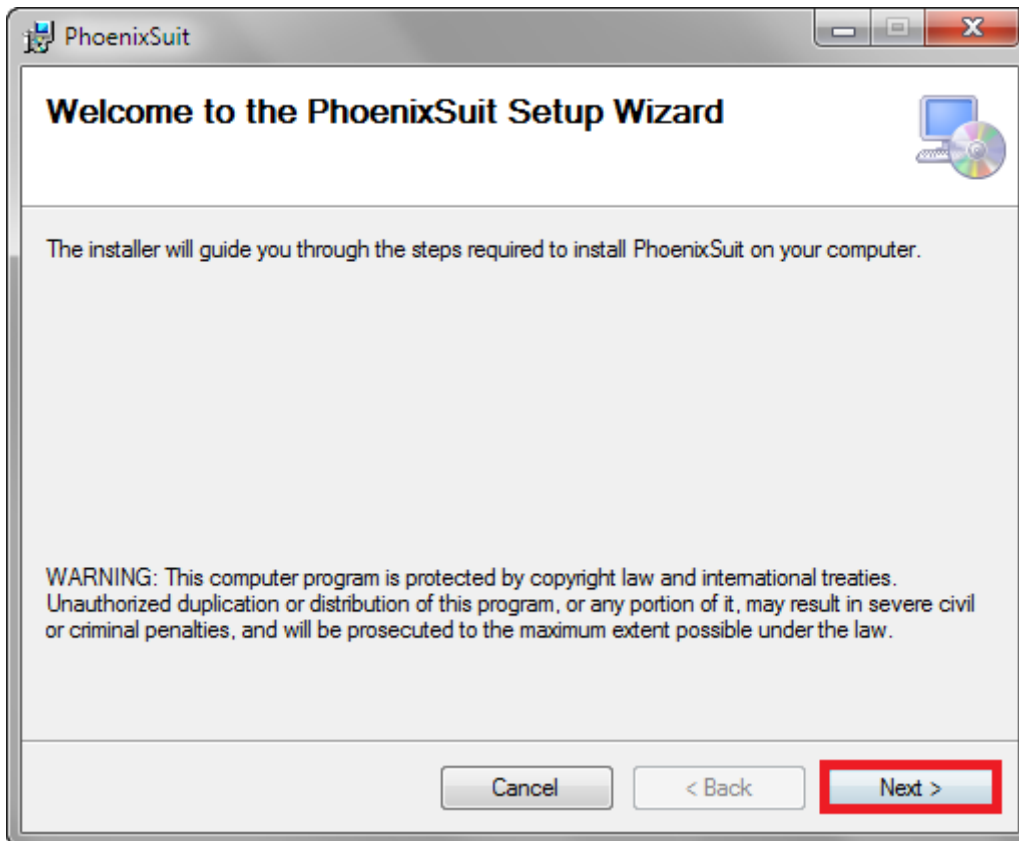 PhoenixSuit
Welcome to the PhoenixSuit Setup Wizard
The installer will guide you through the steps required to install PhoenixSuit on your computer.
WARNING: This computer program is protected by copyright law and international treaties.
Unauthorized duplication or distribution of this program, or any portion of it, may result in severe civil
or criminal penalties, and will be prosecuted to the maximum extent possible under the law.
Cancel < Back Next >